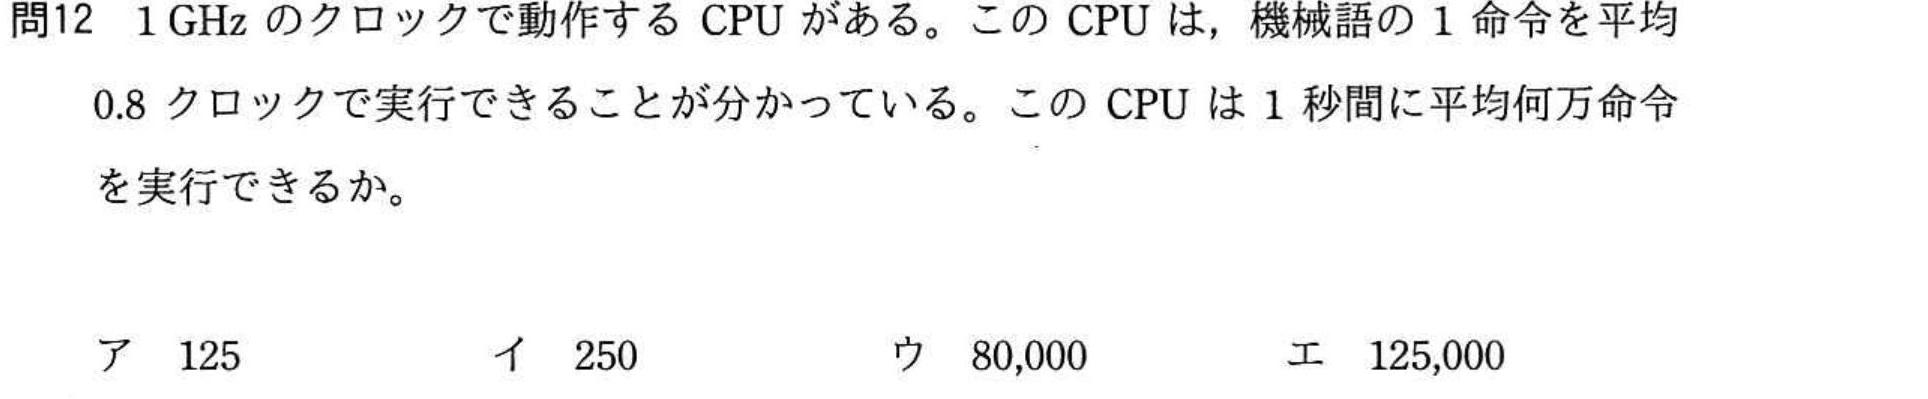 問12 1 GHz のクロックで動作する CPU がある。この CPU は，機械語の 1 命令を平均
0.8 クロックで実行できることが分かっている。この CPU は 1 秒間に平均何万命令
を実行できるか。
ア 125 イ 250 ウ 80,000 エ 125,000